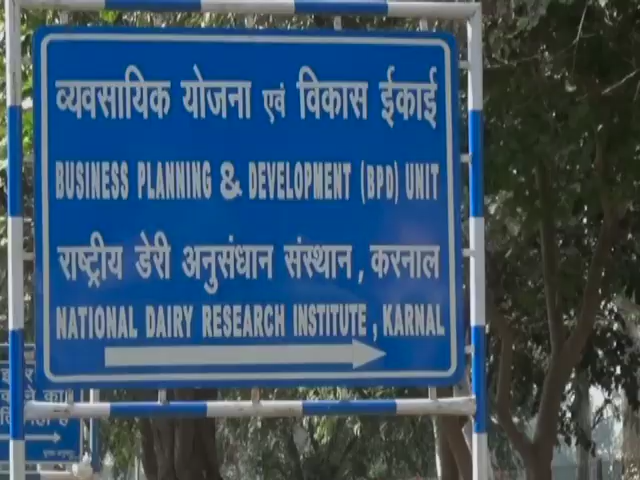 व्यवसायिक योजना एवं विकास ईकाई
BUSINESS PLANNING & DEVELOPMENT (BPD) UNIT
राष्ट्रीय डेरी अनुसंधान संस्थान, करनाल
NATIONAL DAIRY RESEARCH INSTITUTE, KARNAL